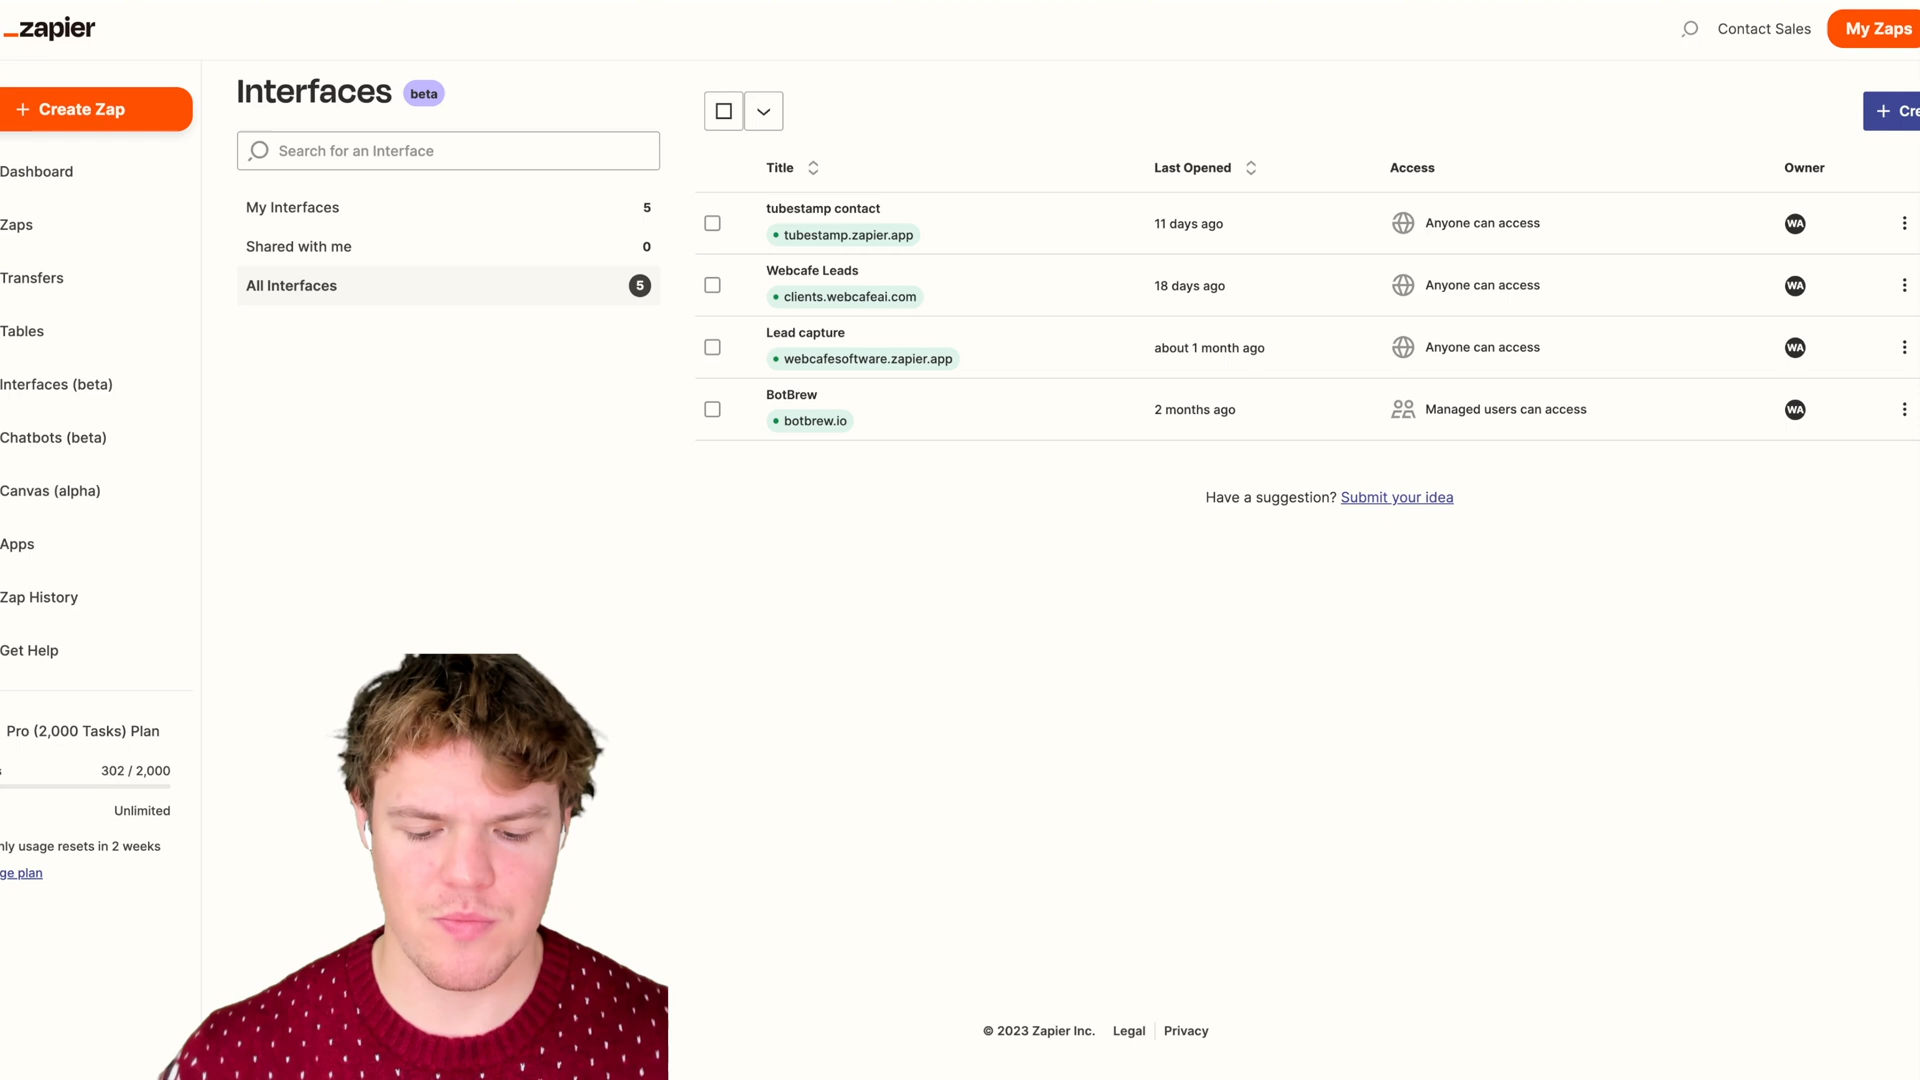 zapier
Contact Sales
My Zaps
+ Create Zap
Dashboard
Zaps
Transfers
Tables
Interfaces (beta)
Chatbots (beta)
Canvas (alpha)
Apps
Zap History
Get Help
Pro (2,000 Tasks) Plan
302 / 2,000
Unlimited
usage resets in 2 weeks
plan
Interfaces beta
Search for an Interface
My Interfaces 5
Shared with me 0
All Interfaces 5
+ Cre
Title Last Opened Access Owner
tubestamp contact
tubestamp.zapier.app
11 days ago Anyone can access WA
Webcafe Leads
clients.webcafeai.com
18 days ago Anyone can access WA
Lead capture
webcafesoftware.zapier.app
about 1 month ago Anyone can access WA
BotBrew
botbrew.io
2 months ago Managed users can access WA
Have a suggestion? Submit your idea
© 2023 Zapier Inc. Legal Privacy